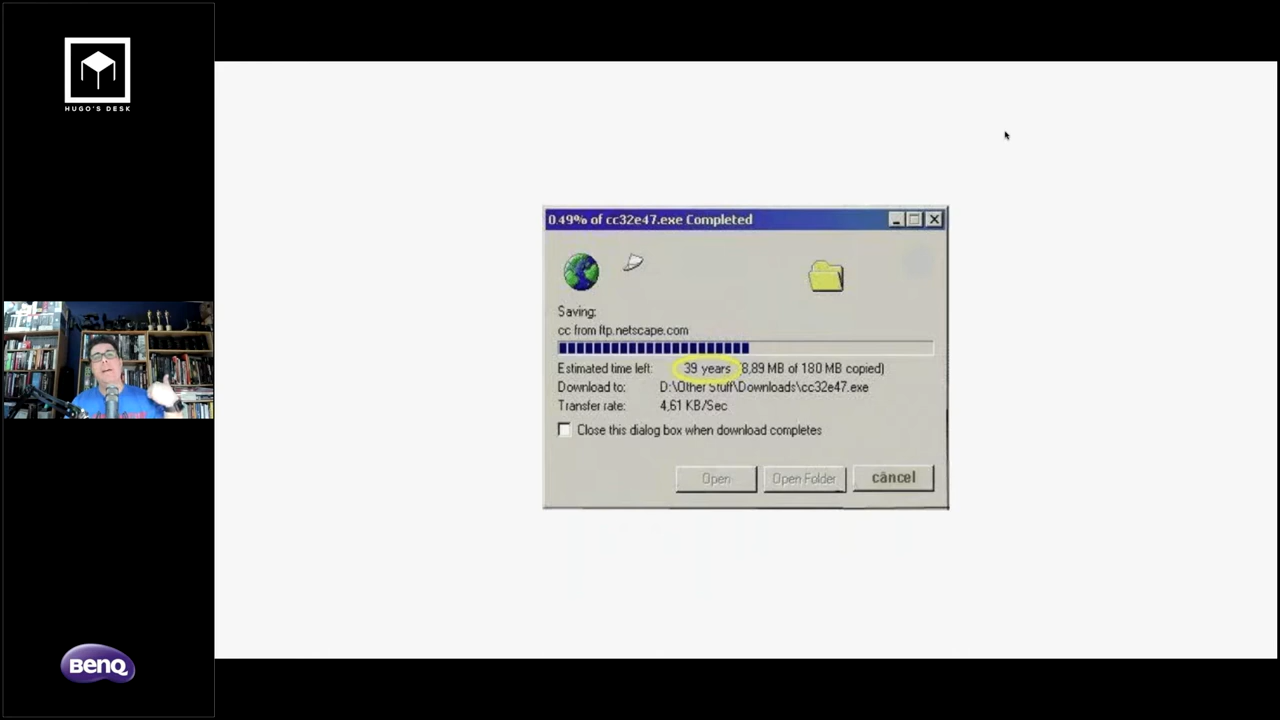 HUGO'S DESK
0.49% of cc32e47.exe Completed
Saving:
cc from ftp.netscape.com
Estimated time left: 39 years 8,89 MB of 180 MB copied)
Download to: D:\Other Stuff\Downloads\cc32e47.exe
Transfer rate: 4,61 KB/Sec
Close this dialog box when download completes
Open Open Folder câncel
BenQ